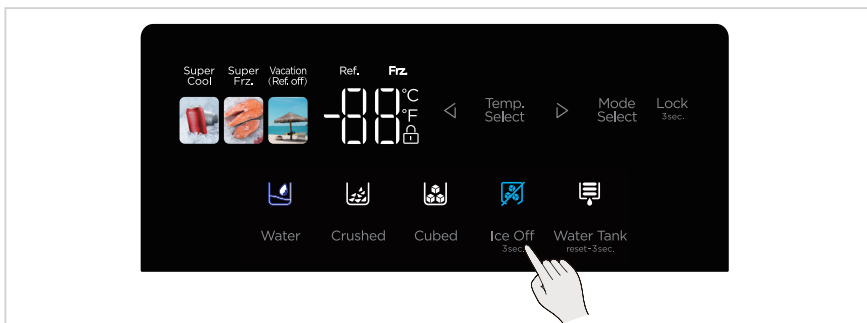 Super Cool
Super Frz.
Vacation (Ref. off)
Ref.
Frz.
-88
°C
°F
Temp. Select
Mode Select
Lock
3sec.
Water
Crushed
Cubed
Ice Off
3sec.
Water Tank
reset-3sec.